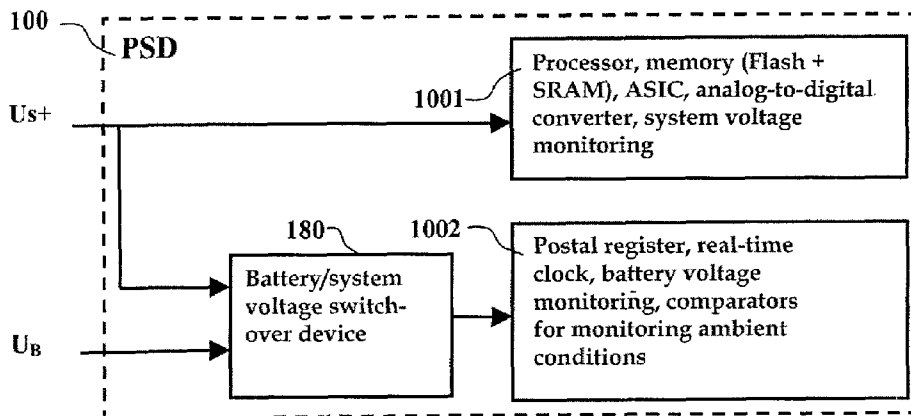 100
PSD
Us+
1001
Processor, memory (Flash +
SRAM), ASIC, analog-to-digital
converter, system voltage
monitoring
180
Battery/system
voltage switch-
over device
1002
Postal register, real-time
clock, battery voltage
monitoring, comparators
for monitoring ambient
conditions
UB